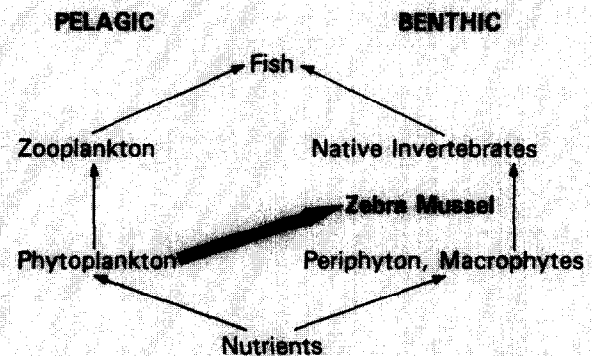 PELAGIC BENTHIC
Fish
Zooplankton Native Invertebrates
Zebra Mussel
Phytoplankton Periphyton, Macrophytes
Nutrients